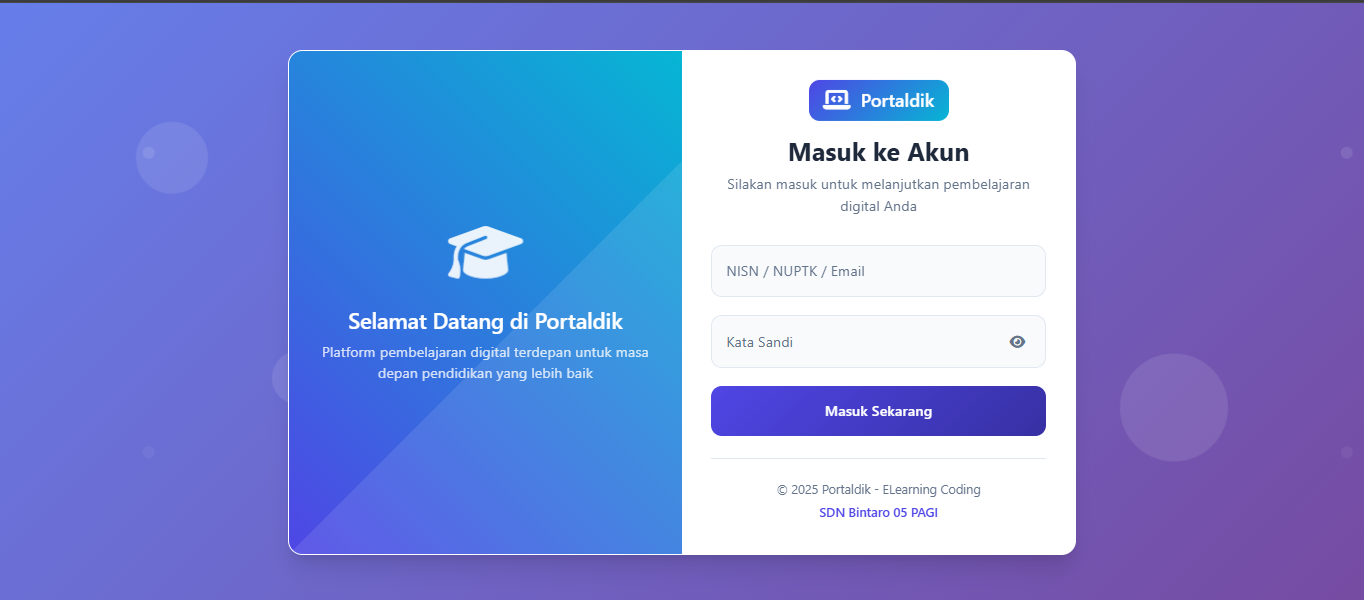 Selamat Datang di Portaldik
Platform pembelajaran digital terdepan untuk masa
depan pendidikan yang lebih baik
Portaldik
Masuk ke Akun
Silakan masuk untuk melanjutkan pembelajaran
digital Anda
NISN / NUPTK / Email
Kata Sandi
Masuk Sekarang
© 2025 Portaldik - ELearning Coding
SDN Bintaro 05 PAGI